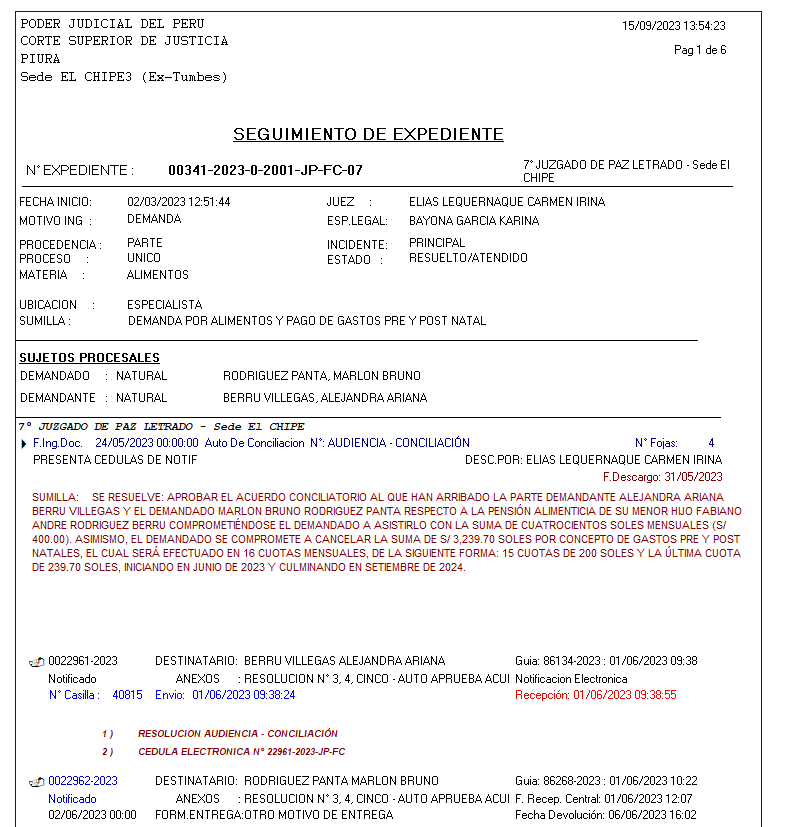 PODER JUDICIAL DEL PERU
15/09/2023 13:54:23
CORTE SUPERIOR DE JUSTICIA
Pag 1 de 6
PIURA
Sede EL CHIPE3 (Ex-Tumbes)
SEGUIMIENTO DE EXPEDIENTE
N° EXPEDIENTE : 00341-2023-0-2001-JP-FC-07 7° JUZGADO DE PAZ LETRADO - Sede El
CHIPE
FECHA INICIO: 02/03/2023 12:51:44 JUEZ : ELIAS LEQUERNAQUE CARMEN IRINA
MOTIVO ING : DEMANDA ESP.LEGAL: BAYONA GARCIA KARINA
PROCEDENCIA : PARTE INCIDENTE: PRINCIPAL
PROCESO : UNICO ESTADO : RESUELTO/ATENDIDO
MATERIA : ALIMENTOS
UBICACION : ESPECIALISTA
SUMILLA : DEMANDA POR ALIMENTOS Y PAGO DE GASTOS PRE Y POST NATAL
SUJETOS PROCESALES
DEMANDADO : NATURAL RODRIGUEZ PANTA, MARLON BRUNO
DEMANDANTE : NATURAL BERRU VILLEGAS, ALEJANDRA ARIANA
7° JUZGADO DE PAZ LETRADO - Sede El CHIPE
F.Ing.Doc. 24/05/2023 00:00:00 Auto De Conciliacion N°: AUDIENCIA - CONCILIACIÓN N° Fojas: 4
PRESENTA CEDULAS DE NOTIF DESC.POR: ELIAS LEQUERNAQUE CARMEN IRINA
F.Descargo: 31/05/2023
SUMILLA: SE RESUELVE: APROBAR EL ACUERDO CONCILIATORIO AL QUE HAN ARRIBADO LA PARTE DEMANDANTE ALEJANDRA ARIANA
BERRU VILLEGAS Y EL DEMANDADO MARLON BRUNO RODRIGUEZ PANTA RESPECTO A LA PENSIÓN ALIMENTICIA DE SU MENOR HIJO FABIANO
ANDRE RODRIGUEZ BERRU COMPROMETIÉNDOSE EL DEMANDADO A ASISTIRLO CON LA SUMA DE CUATROCIENTOS SOLES MENSUALES (S/
400.00). ASIMISMO, EL DEMANDADO SE COMPROMETE A CANCELAR LA SUMA DE S/ 3,239.70 SOLES POR CONCEPTO DE GASTOS PRE Y POST
NATALES, EL CUAL SERÁ EFECTUADO EN 16 CUOTAS MENSUALES, DE LA SIGUIENTE FORMA: 15 CUOTAS DE 200 SOLES Y LA ÚLTIMA CUOTA
DE 239.70 SOLES, INICIANDO EN JUNIO DE 2023 Y CULMINANDO EN SETIEMBRE DE 2024.
0022961-2023 DESTINATARIO: BERRU VILLEGAS ALEJANDRA ARIANA Guia: 86134-2023 : 01/06/2023 09:38
Notificado ANEXOS : RESOLUCION N° 3, 4, CINCO - AUTO APRUEBA ACUI Notificacion Electronica
N° Casilla : 40815 Envio: 01/06/2023 09:38:24 Recepción: 01/06/2023 09:38:55
1 ) RESOLUCION AUDIENCIA - CONCILIACIÓN
2 ) CEDULA ELECTRONICA N° 22961-2023-JP-FC
0022962-2023 DESTINATARIO: RODRIGUEZ PANTA MARLON BRUNO Guia: 86268-2023 : 01/06/2023 10:22
Notificado ANEXOS : RESOLUCION N° 3, 4, CINCO - AUTO APRUEBA ACUI F. Recep. Central: 01/06/2023 12:07
02/06/2023 00:00 FORM.ENTREGA:OTRO MOTIVO DE ENTREGA Fecha Devolución: 06/06/2023 16:02